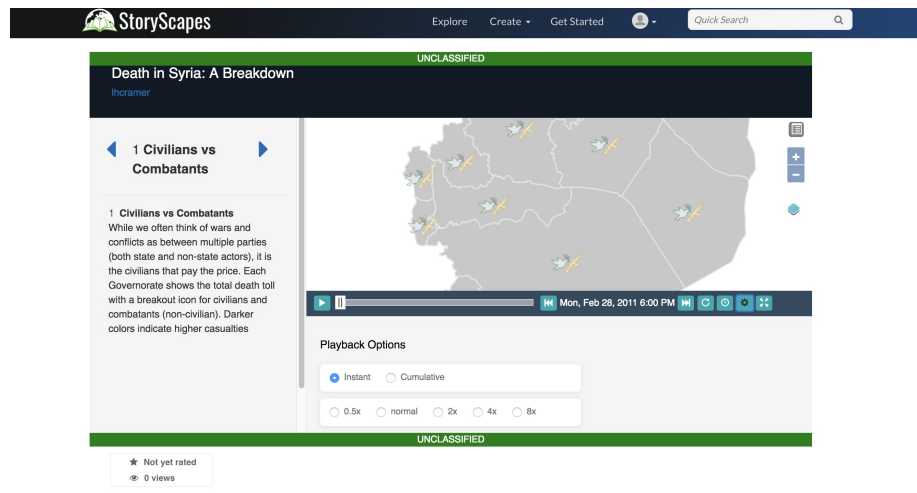 StoryScapes
Explore Create Get Started Quick Search
UNCLASSIFIED
Death in Syria: A Breakdown
lhcramer
1 Civilians vs
Combatants
1 Civilians vs Combatants
While we often think of wars and
conflicts as between multiple parties
(both state and non-state actors), it is
the civilians that pay the price. Each
Governorate shows the total death toll
with a breakout icon for civilians and
combatants (non-civilian). Darker
colors indicate higher casualties
Mon, Feb 28, 2011 6:00 PM
Playback Options
Instant Cumulative
0.5x normal 2x 4x 8x
UNCLASSIFIED
Not yet rated
0 views